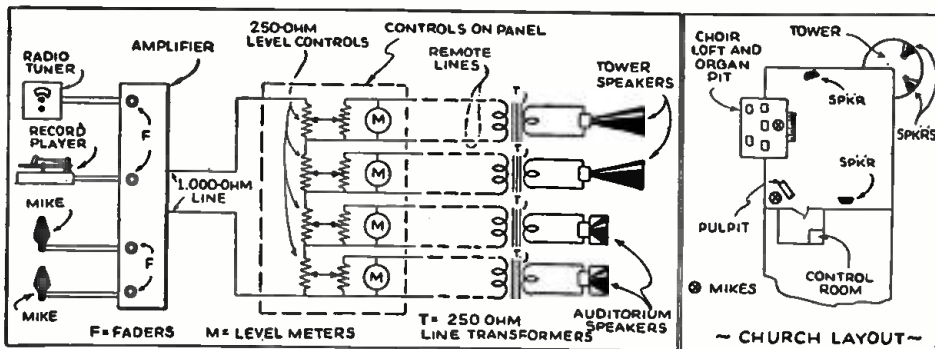 RADIO
TUNER
RECORD
PLAYER
MIKE
MIKE
AMPLIFIER
F
F
1,000-OHM
LINE
250-OHM
LEVEL CONTROLS
CONTROLS ON PANEL
REMOTE
LINES
M
M
M
M
T
T
T
T
TOWER
SPEAKERS
AUDITORIUM
SPEAKERS
F=FADERS
M=LEVEL METERS
T= 250 OHM
LINE TRANSFORMERS
CHOIR
LOFT AND
ORGAN
PIT
TOWER
SPKR
SPKRS
SPKR
PULPIT
CONTROL
ROOM
MIKES
~ CHURCH LAYOUT ~